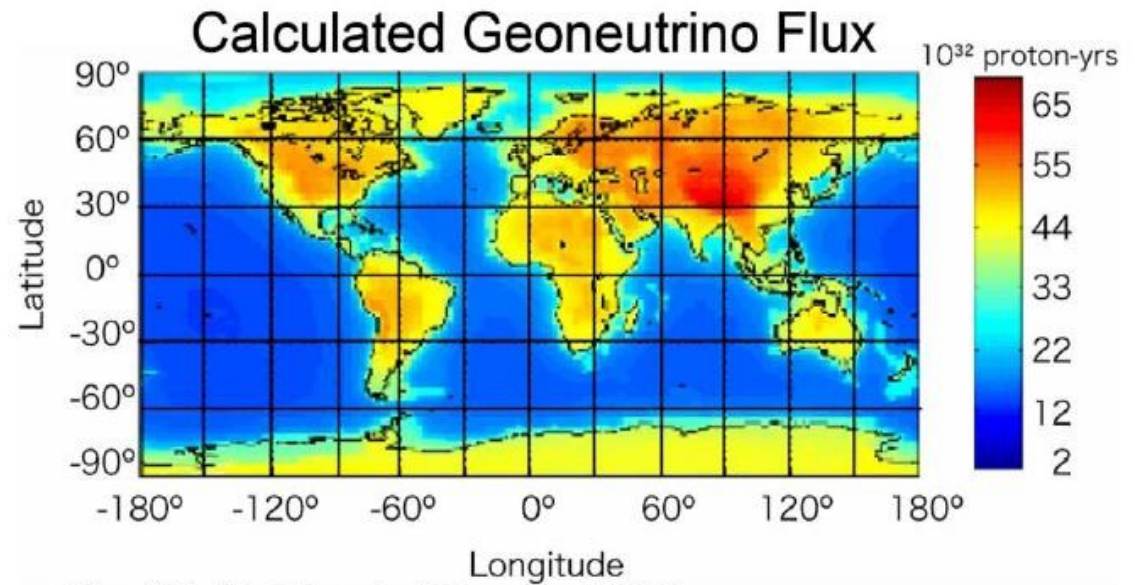 Calculated Geoneutrino Flux
10³² proton-yrs
90º
60º
30º
0º
-30º
-60º
-90º
Latitude
-180º -120º -60º 0º 60º 120º 180º
Longitude
65
55
44
33
22
12
2